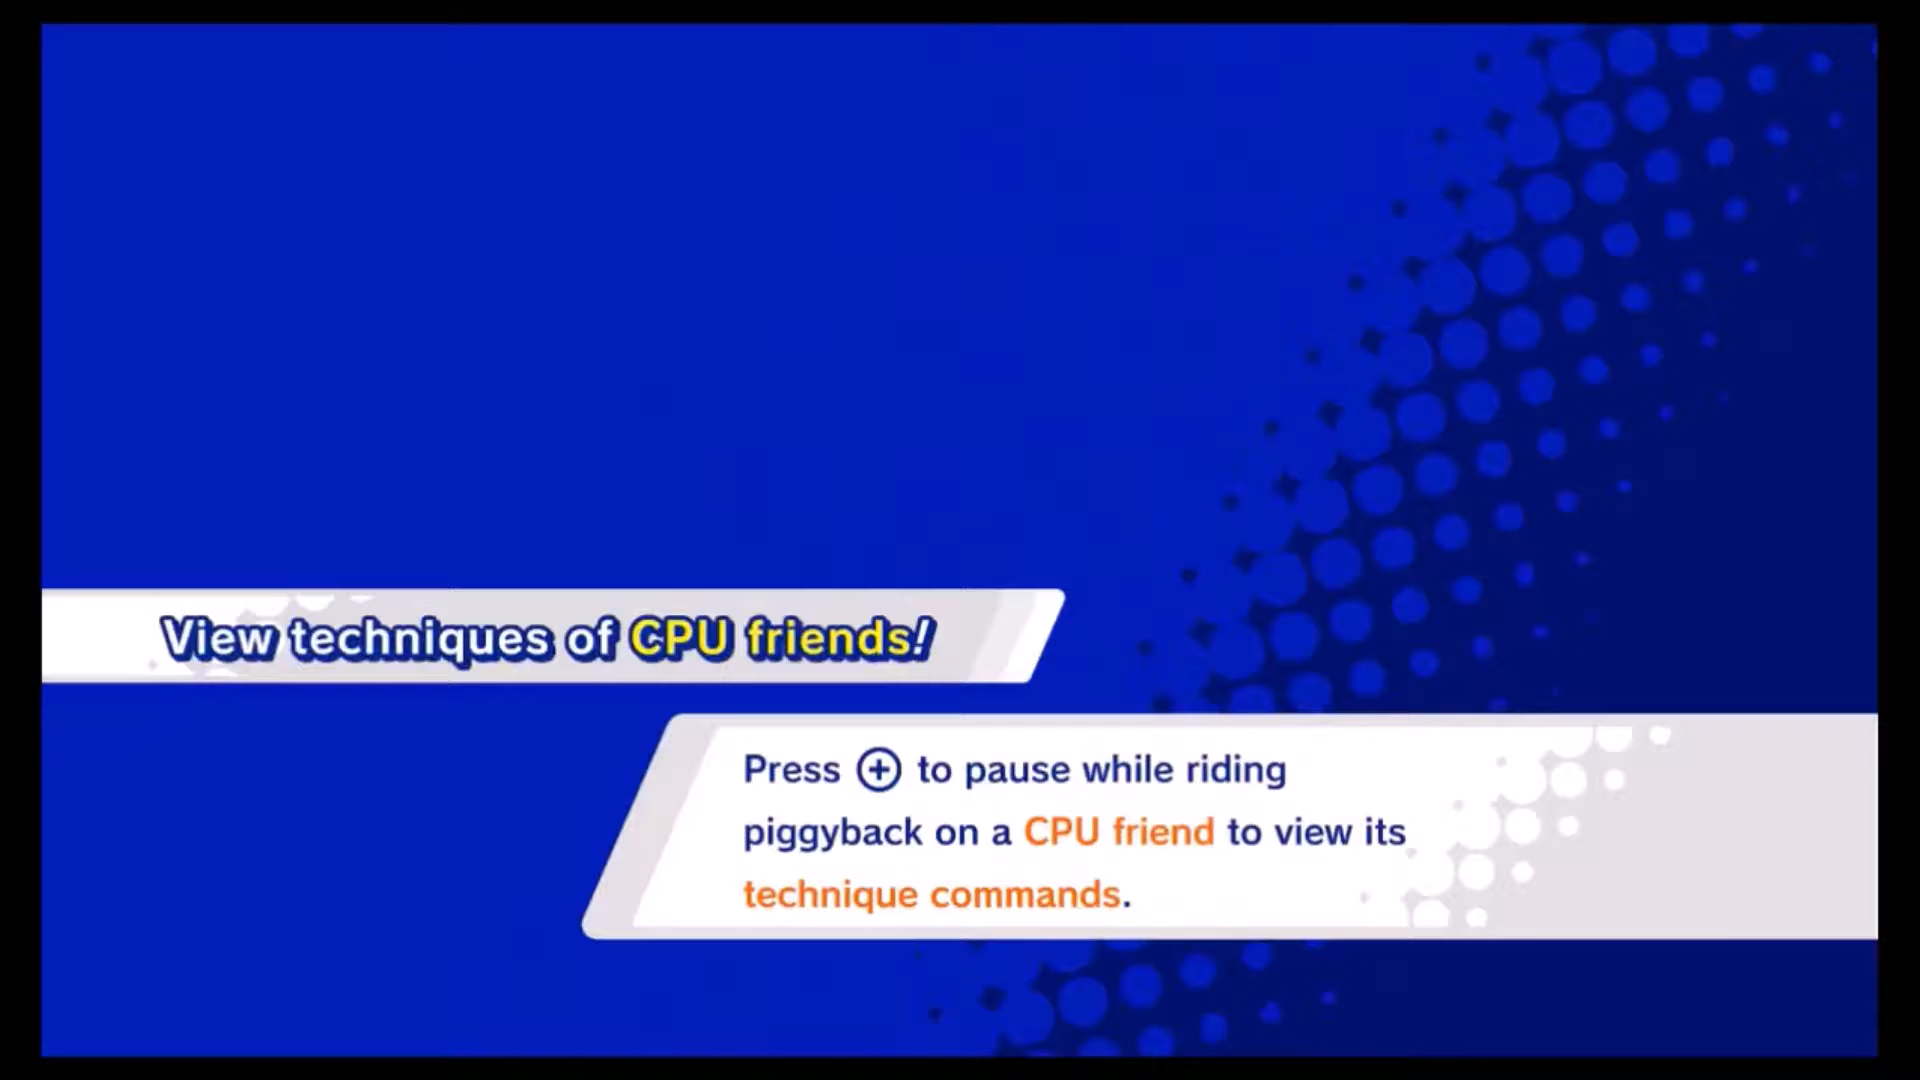 View techniques of CPU friends!
Press ⊕ to pause while riding
piggyback on a CPU friend to view its
technique commands.